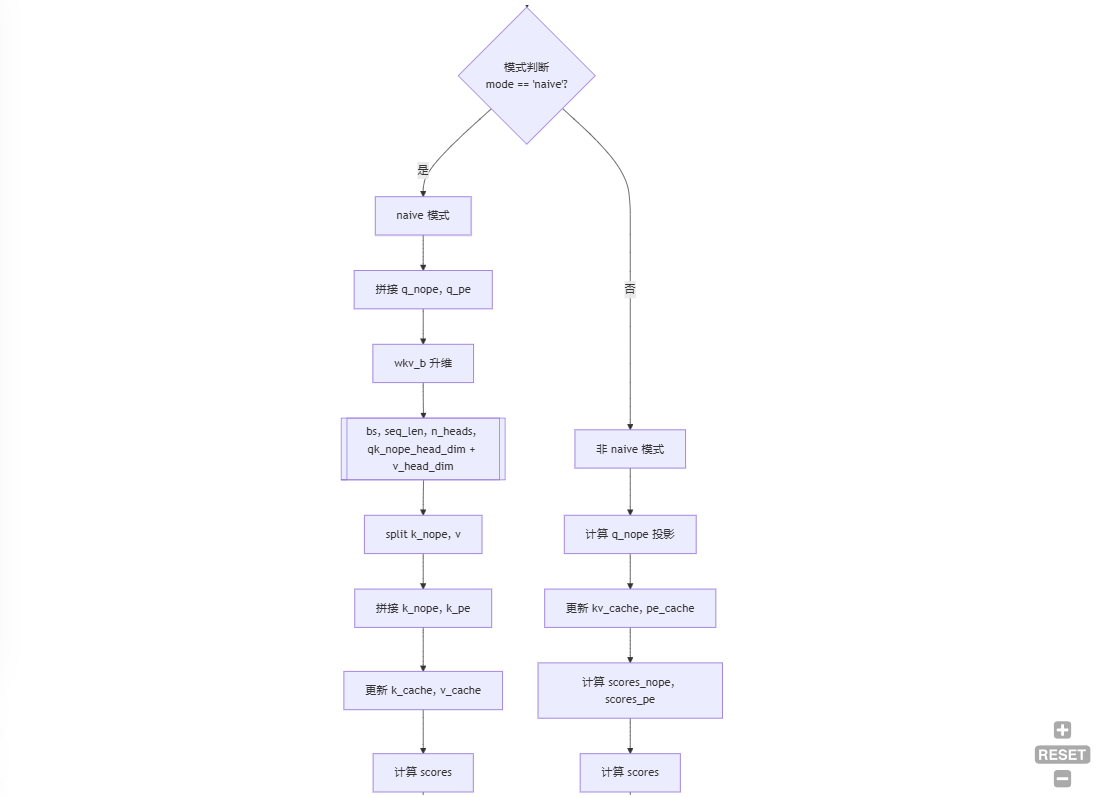 模式判断
mode == 'naive'?
是
naive 模式
拼接 q_nope, q_pe
wkv_b 升维
bs, seq_len, n_heads,
qk_nope_head_dim +
v_head_dim
split k_nope, v
拼接 k_nope, k_pe
更新 k_cache, v_cache
计算 scores
否
非 naive 模式
计算 q_nope 投影
更新 kv_cache, pe_cache
计算 scores_nope,
scores_pe
计算 scores
RESET